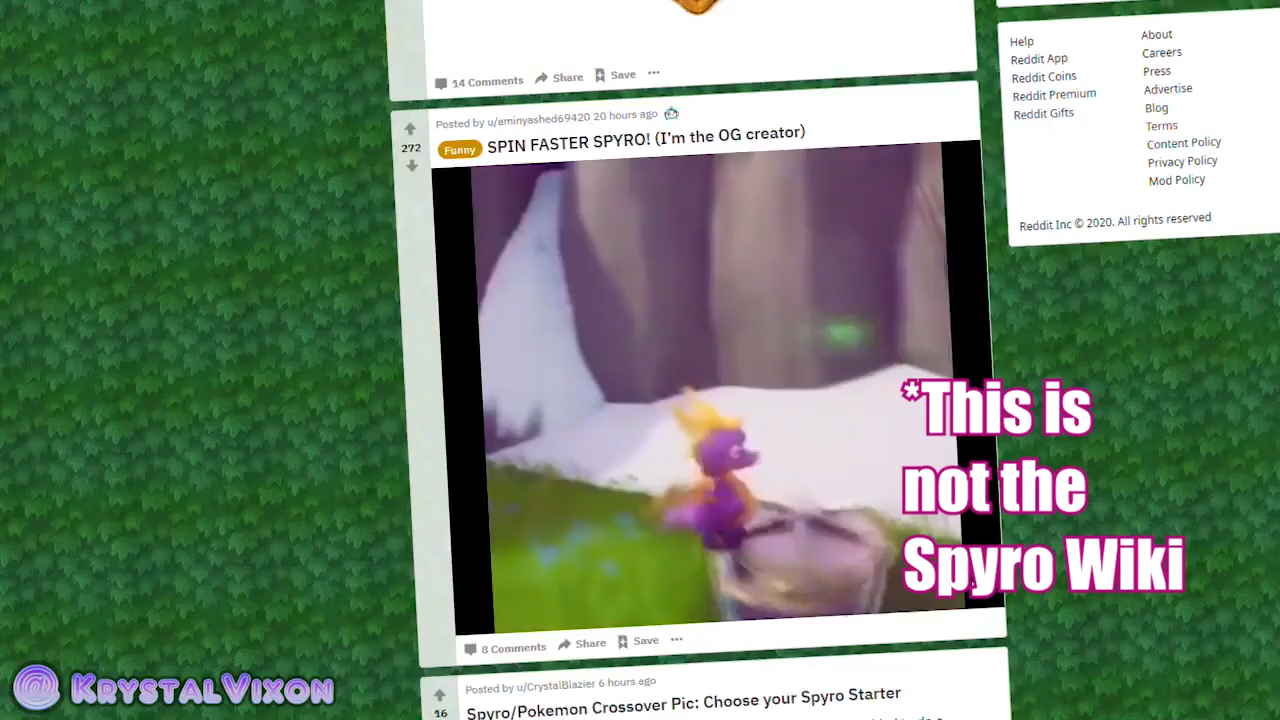 14 Comments Share Save ...
Posted by u/aminyashed69420 20 hours ago
272
Funny SPIN FASTER SPYRO! (I'm the OG creator)
8 Comments Share Save ...
Posted by u/CrystalBlazier 6 hours ago
16
Spyro/Pokemon Crossover Pic: Choose your Spyro Starter
Help
Reddit App
Reddit Coins
Reddit Premium
Reddit Gifts
About
Careers
Press
Advertise
Blog
Terms
Content Policy
Privacy Policy
Mod Policy
Reddit Inc © 2020. All rights reserved
*This is
not the
Spyro Wiki
@ KrystalVixon